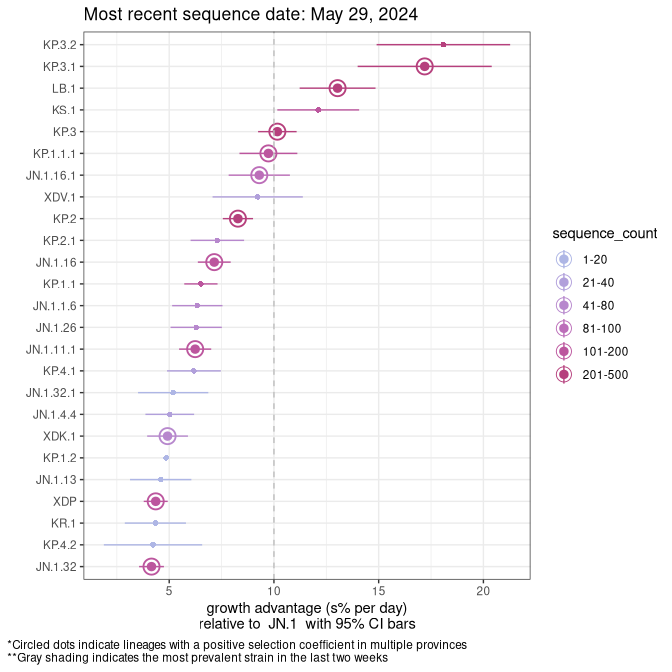 Most recent sequence date: May 29, 2024
KP.3.2
KP.3.1
LB.1
KS.1
KP.3
KP.1.1.1
JN.1.16.1
XDV.1
KP.2
KP.2.1
JN.1.16
KP.1.1
JN.1.1.6
JN.1.26
JN.1.11.1
KP.4.1
JN.1.32.1
JN.1.4.4
XDK.1
KP.1.2
JN.1.13
XDP
KR.1
KP.4.2
JN.1.32
5 10 15 20
growth advantage (s% per day)
relative to JN.1 with 95% CI bars
sequence_count
1-20
21-40
41-80
81-100
101-200
201-500
*Circled dots indicate lineages with a positive selection coefficient in multiple provinces
**Gray shading indicates the most prevalent strain in the last two weeks